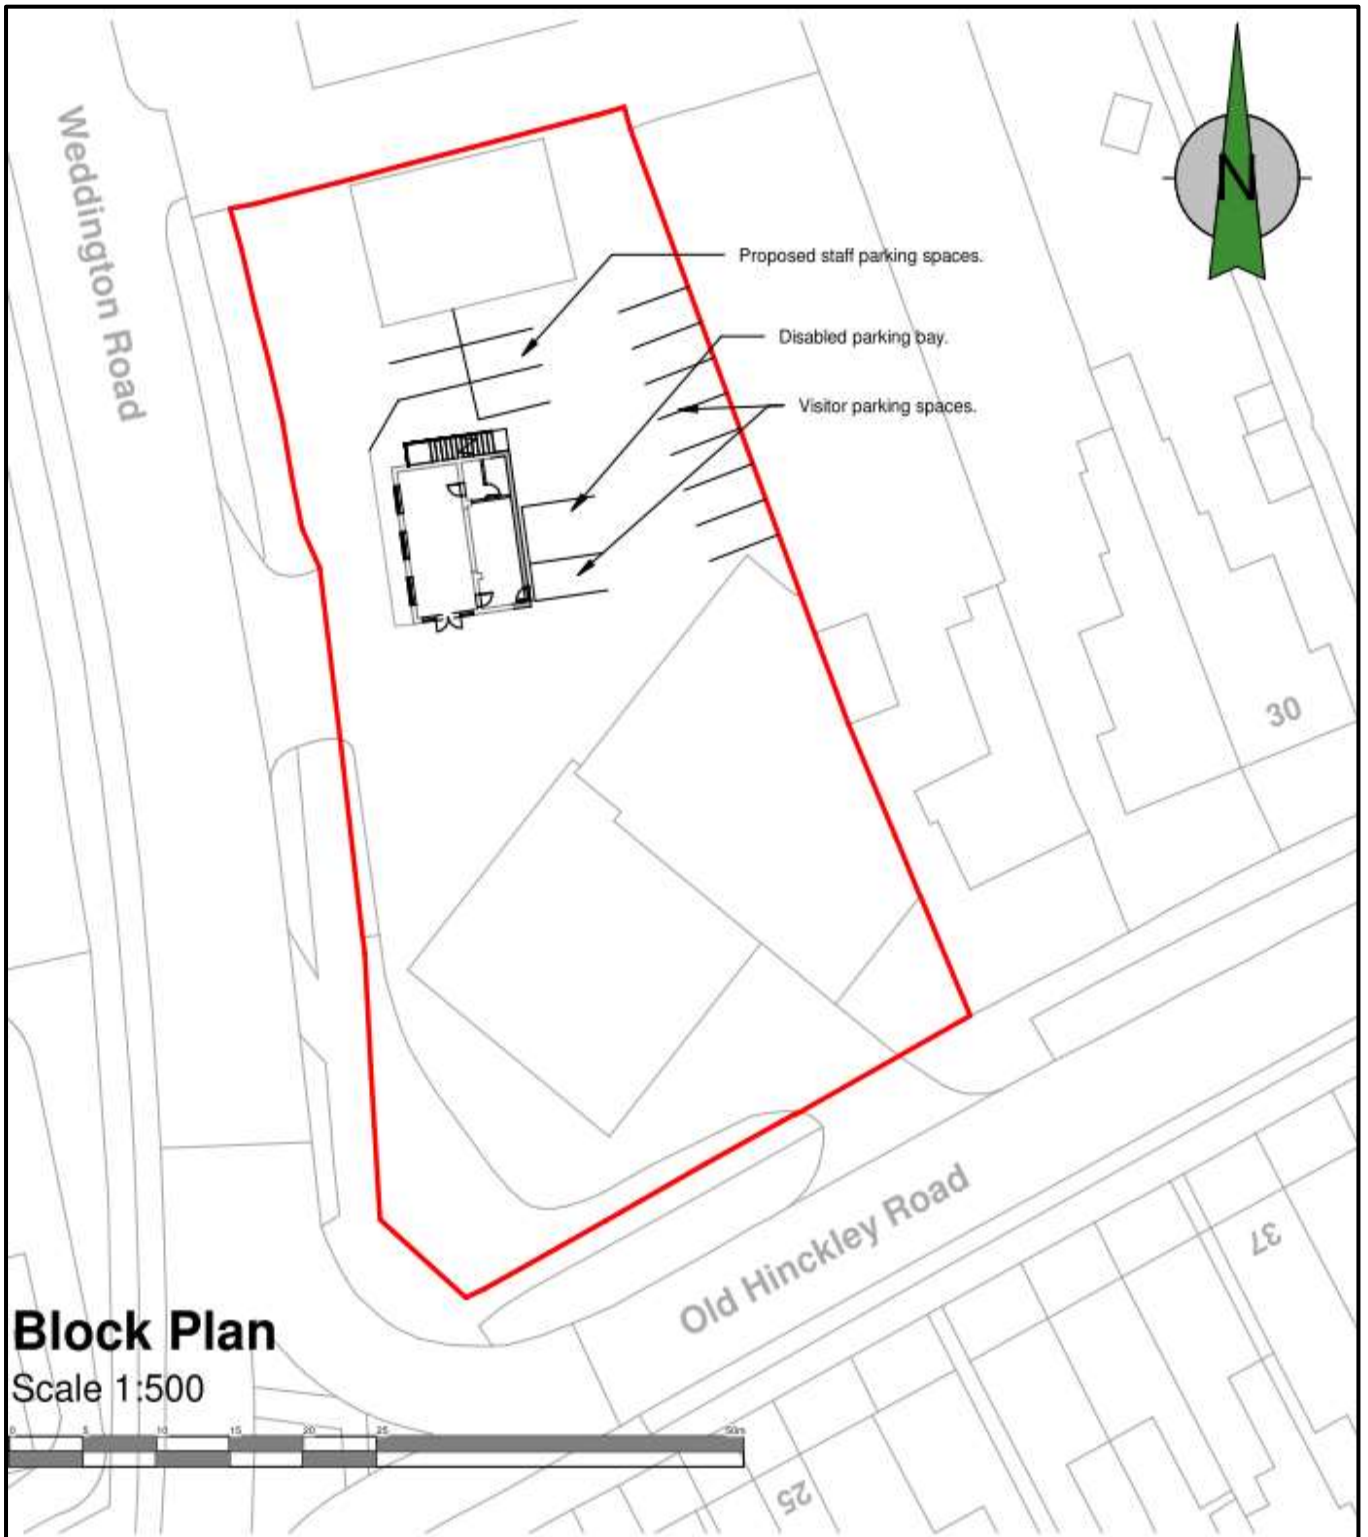 Weddington Road
N
Proposed staff parking spaces.
Disabled parking bay.
Visitor parking spaces.
30
Old Hinckley Road
37
Block Plan
Scale 1:500
0 5 10 15 20 25 50m
25